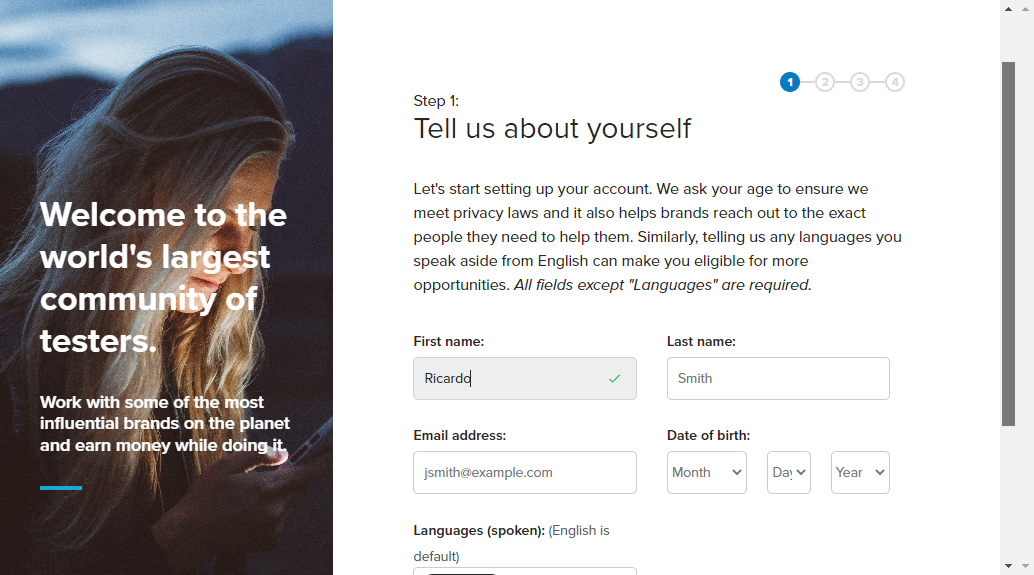 Welcome to the
world's largest
community of
testers.
Work with some of the most
influential brands on the planet
and earn money while doing it.
1 2 3 4
Step 1:
Tell us about yourself
Let's start setting up your account. We ask your age to ensure we
meet privacy laws and it also helps brands reach out to the exact
people they need to help them. Similarly, telling us any languages you
speak aside from English can make you eligible for more
opportunities. All fields except "Languages" are required.
First name:
Last name:
Ricardo
Smith
Email address:
Date of birth:
jsmith@example.com
Month
Day
Year
Languages (spoken): (English is
default)